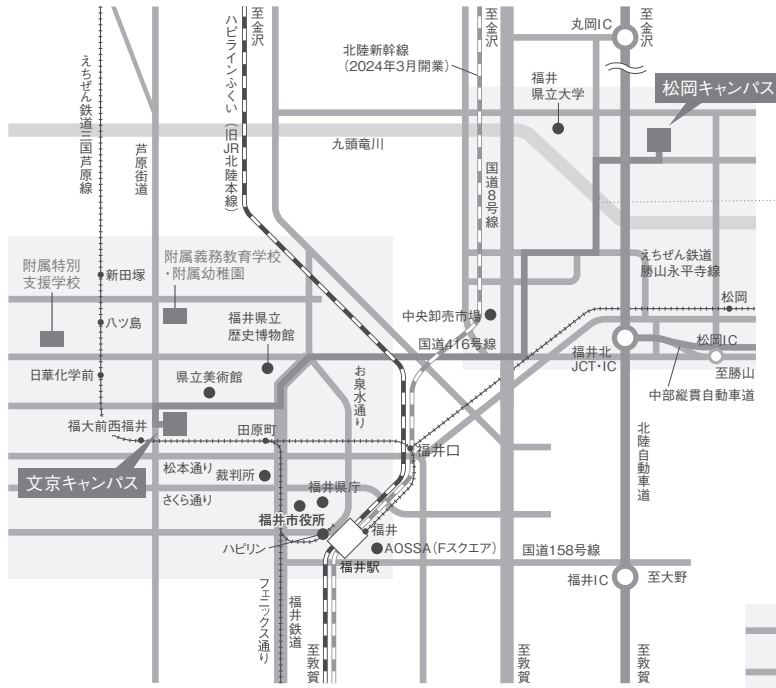 至金沢
ハピラインふくい（旧JR北陸本線）
えちぜん鉄道三国芦原線
芦原街道
至金沢
北陸新幹線
（2024年3月開業）
丸岡IC
至金沢
松岡キャンパス
福井
県立大学
九頭竜川
国道8号線
えちぜん鉄道
勝山永平寺線
松岡
附属特別
支援学校
新田塚
附属義務教育学校
・附属幼稚園
八ツ島
福井県立
歴史博物館
中央卸売市場
国道416号線
福井北
JCT・IC
松岡IC
至勝山
中部縦貫自動車道
日華化学前
県立美術館
お泉水通り
福大前西福井
田原町
福井口
北陸自動車道
文京キャンパス
松本通り
裁判所
さくら通り
福井県庁
福井市役所
ハピリン
福井
AOSSA（Fスクエア）
福井駅
国道158号線
福井IC
至大野
フェニックス通り
福井鉄道
至敦賀
至敦賀
至敦賀